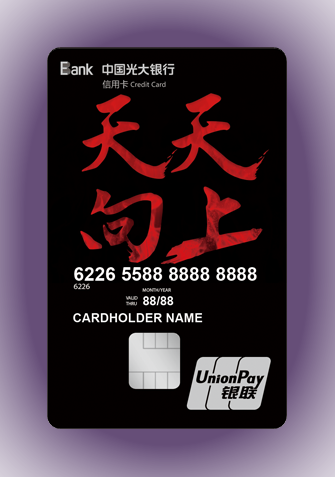 Bank 中国光大银行
信用卡 Credit Card
天天
向上
6226 5588 8888 8888
6226
MONTH/YEAR
VALID THRU 88/88
CARDHOLDER NAME
UnionPay
银联